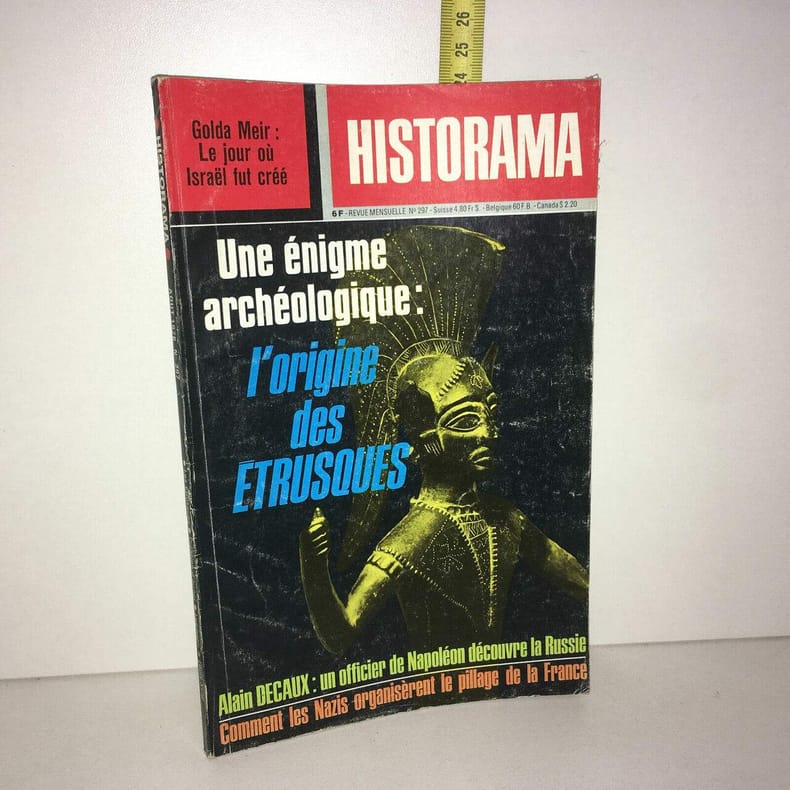 26
25
24
Golda Meir :
Le jour où
Israël fut créé
HISTORAMA
6 F - REVUE MENSUELLE N° 297 - Suisse 4.80 Fr S. - Belgique 60 F.B. - Canada $ 2.20
Une énigme
archéologique :
l'origine
des
ÉTRUSQUES
Alain DECAUX : un officier de Napoléon découvre la Russie
Comment les Nazis organisèrent le pillage de la France
HISTORAMA